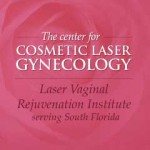 The center for
COSMETIC LASER
GYNECOLOGY
Laser Vaginal
Rejuvenation Institute
serving South Florida